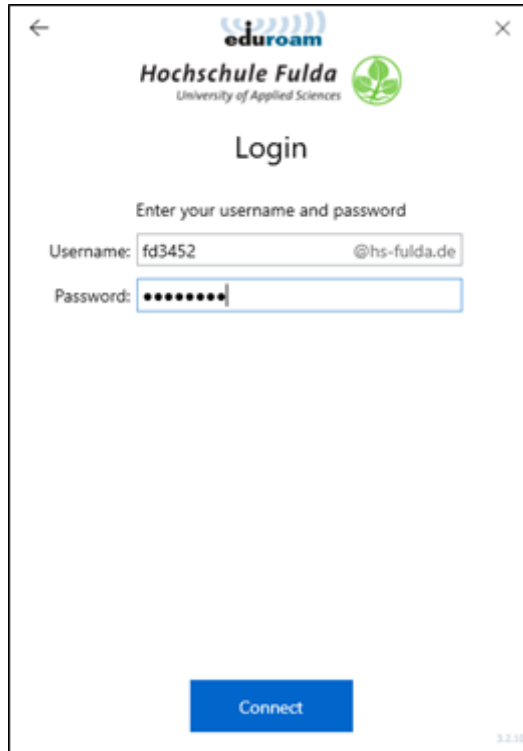 eduroam
Hochschule Fulda
University of Applied Sciences
Login
Enter your username and password
Username: fd3452 @hs-fulda.de
Password: ••••••••
Connect